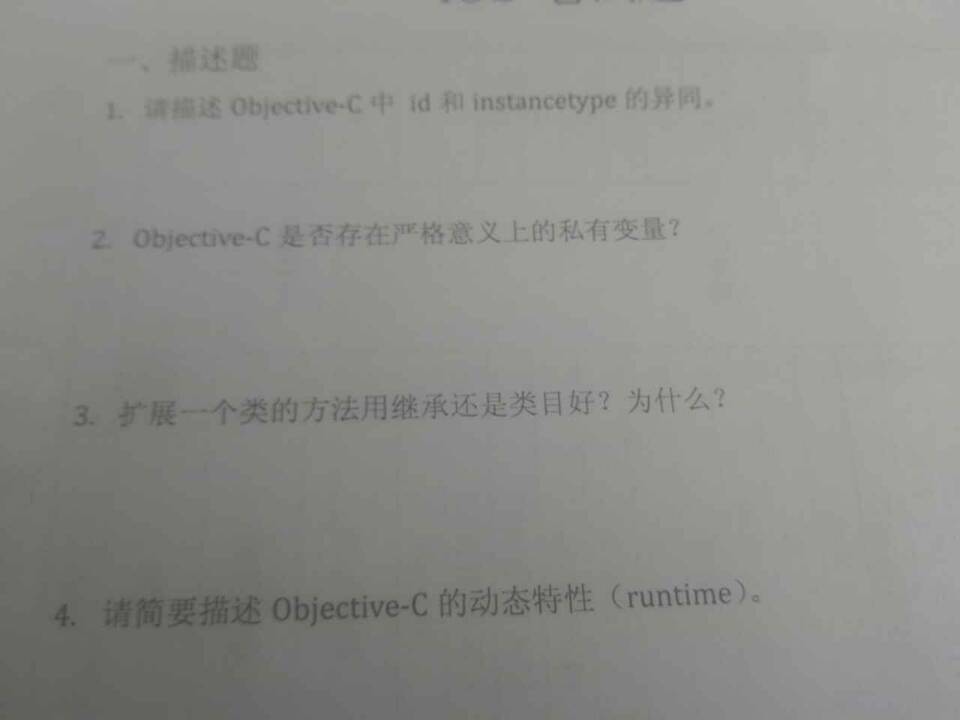 一、描述题
1. 请描述 Objective-C 中 id 和 instancetype 的异同。
2. Objective-C 是否存在严格意义上的私有变量？
3. 扩展一个类的方法用继承还是类目好？为什么？
4. 请简要描述 Objective-C 的动态特性（runtime）。